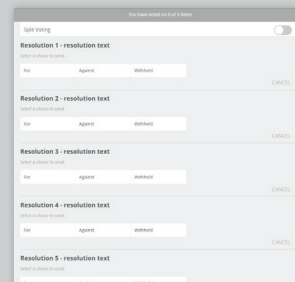 You have voted on 0 of 5 items
Split Voting
Resolution 1 - resolution text
Select a choice to send.
For Against Withheld
CANCEL
Resolution 2 - resolution text
Select a choice to send.
For Against Withheld
CANCEL
Resolution 3 - resolution text
Select a choice to send.
For Against Withheld
CANCEL
Resolution 4 - resolution text
Select a choice to send.
For Against Withheld
CANCEL
Resolution 5 - resolution text
Select a choice to send.